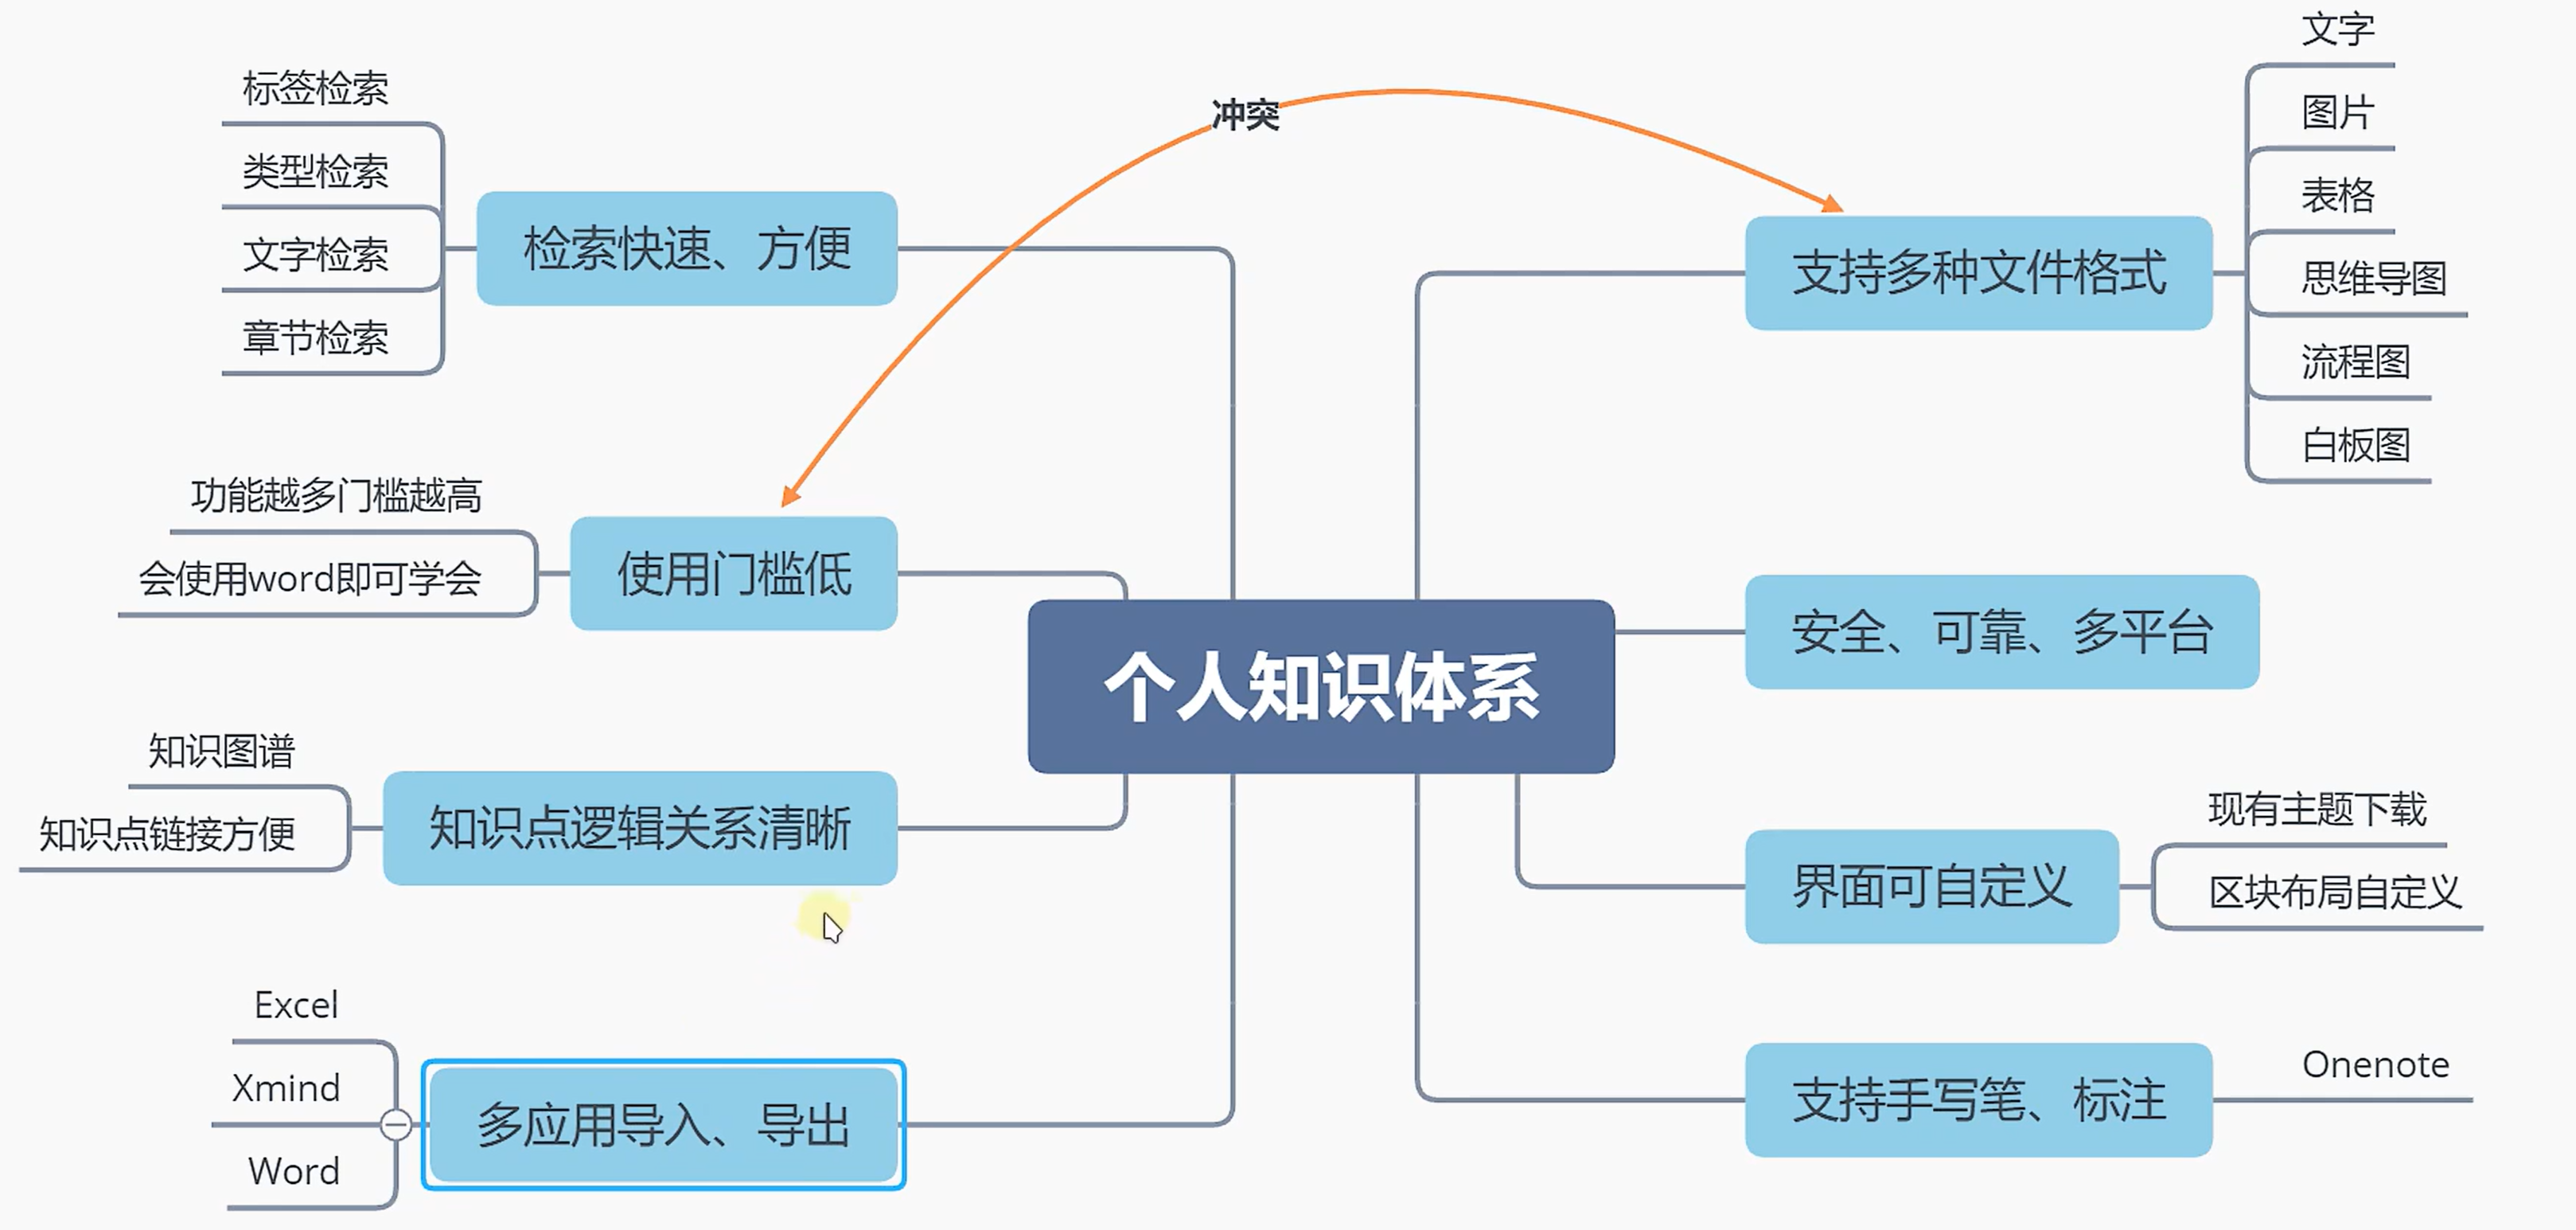 个人知识体系
冲突
标签检索
类型检索
文字检索
章节检索
检索快速、方便
功能越多门槛越高
会使用word即可学会
使用门槛低
知识图谱
知识点链接方便
知识点逻辑关系清晰
Excel
Xmind
Word
多应用导入、导出
支持多种文件格式
文字
图片
表格
思维导图
流程图
白板图
安全、可靠、多平台
界面可自定义
现有主题下载
区块布局自定义
支持手写笔、标注
Onenote